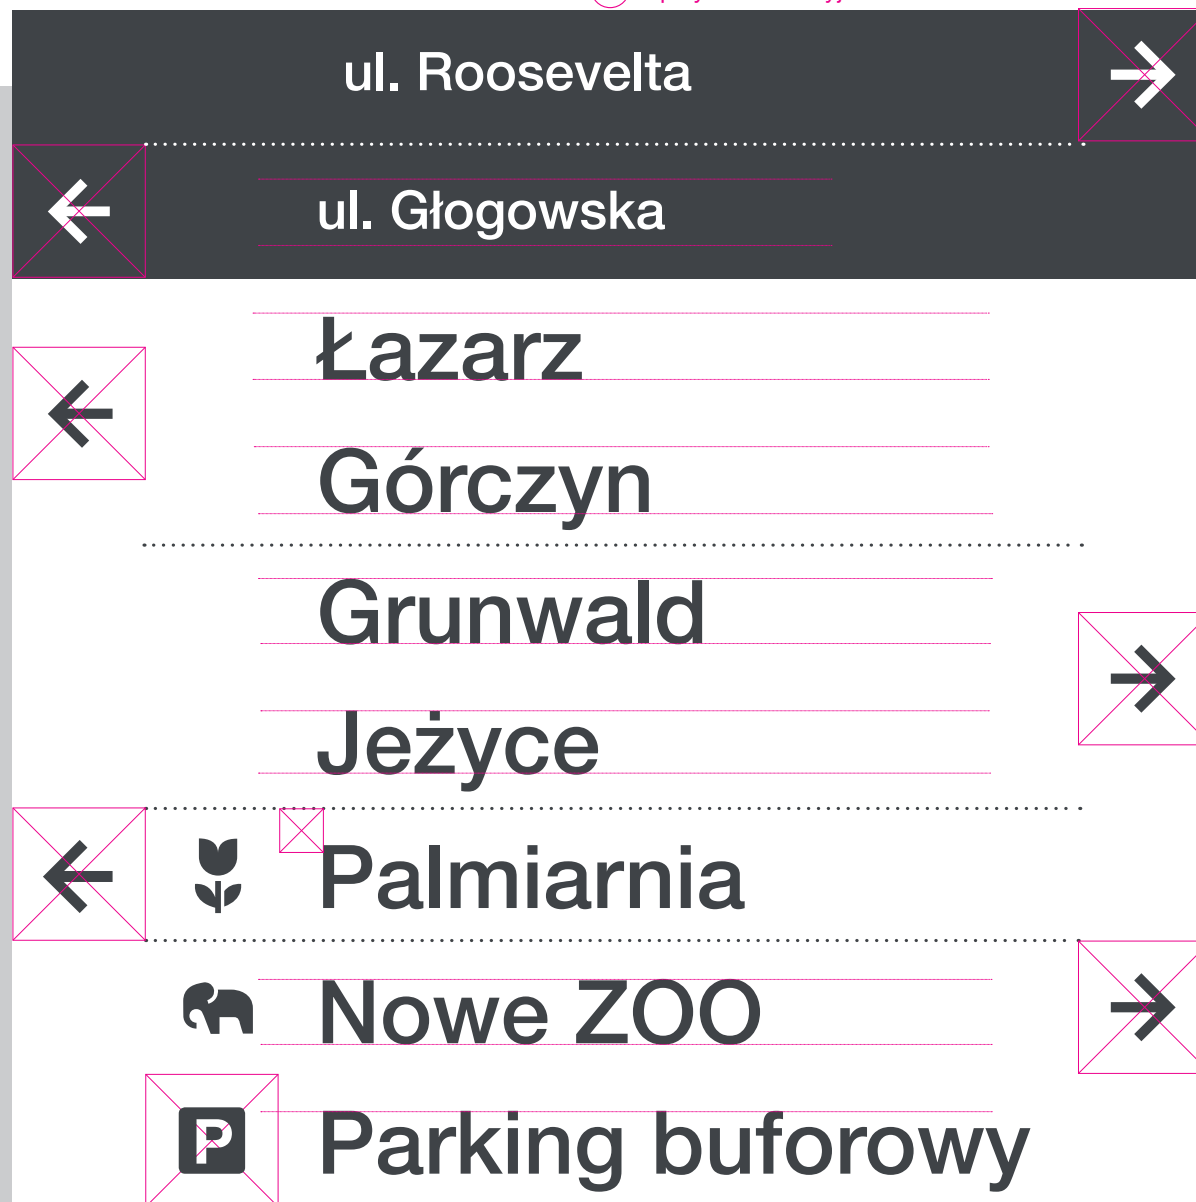 ul. Roosevelta
ul. Głogowska
Łazarz
Górczyn
Grunwald
Jeżyce
Palmiarnia
Nowe ZOO
P
Parking buforowy